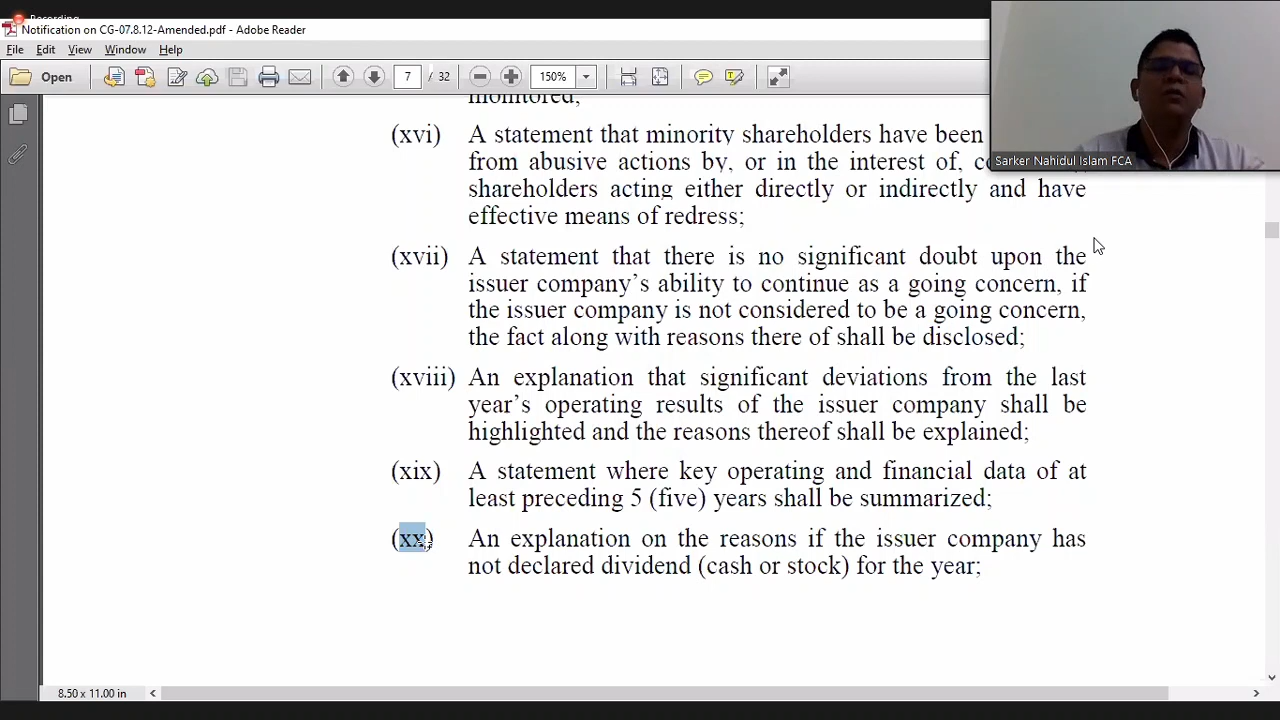 Recording
Notification on CG-07.8.12-Amended.pdf - Adobe Reader
File Edit View Window Help
Open 7 / 32 150%
monitored;
(xvi) A statement that minority shareholders have been
from abusive actions by, or in the interest of,
shareholders acting either directly or indirectly and have
effective means of redress;
(xvii) A statement that there is no significant doubt upon the
issuer company's ability to continue as a going concern, if
the issuer company is not considered to be a going concern,
the fact along with reasons there of shall be disclosed;
(xviii) An explanation that significant deviations from the last
year's operating results of the issuer company shall be
highlighted and the reasons thereof shall be explained;
(xix) A statement where key operating and financial data of at
least preceding 5 (five) years shall be summarized;
(xx) An explanation on the reasons if the issuer company has
not declared dividend (cash or stock) for the year;
8.50 x 11.00 in
Sarker Nahidul Islam FCA